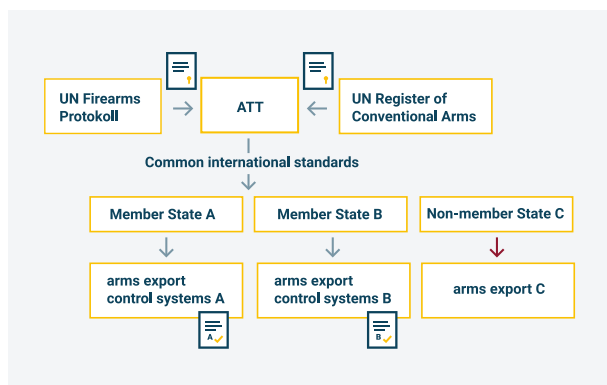 UN Firearms
Protokoll
ATT
UN Register of
Conventional Arms
Common international standards
Member State A
Member State B
Non-member State C
arms export
control systems A
arms export
control systems B
arms export C
A
B